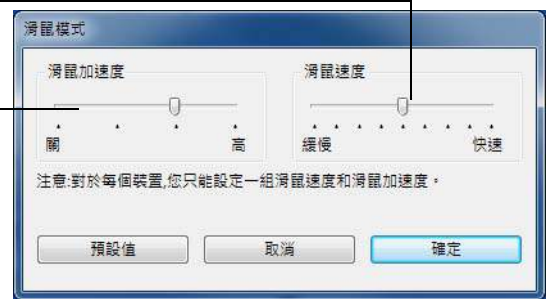 滑鼠模式
滑鼠加速度
滑鼠速度
關
高
緩慢
快速
注意:對於每個裝置,您只能設定一組滑鼠速度和滑鼠加速度。
預設值
取消
確定